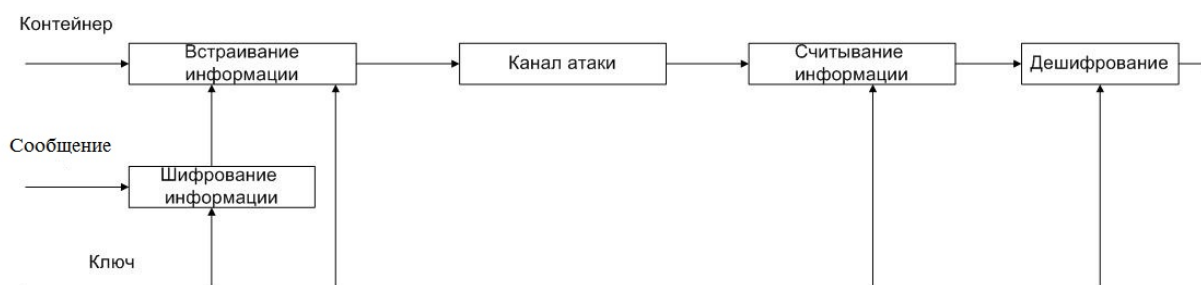 Контейнер
Встраивание
информации
Канал атаки
Считывание
информации
Дешифрование
Сообщение
Шифрование
информации
Ключ